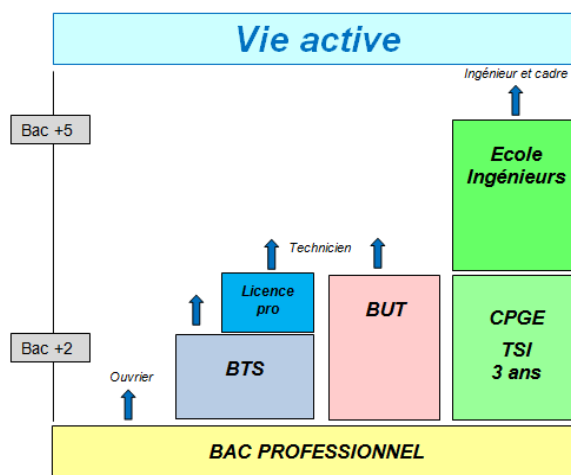 Vie active
Ingénieur et cadre
Bac +5
Ecole
Ingénieurs
Technicien
Licence
pro
BUT
CPGE
TSI
3 ans
Bac +2
BTS
Ouvrier
BAC PROFESSIONNEL